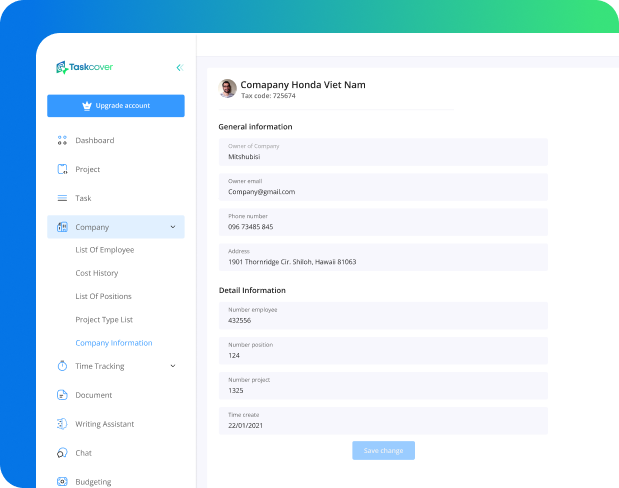 Taskcover
Upgrade account
Dashboard
Project
Task
Company
List Of Employee
Cost History
List Of Positions
Project Type List
Company Information
Time Tracking
Document
Writing Assistant
Chat
Budgeting
Comapany Honda Viet Nam
Tax code: 725674
General information
Owner of Company
Mitshubisi
Owner email
Company@gmail.com
Phone number
096 73485 845
Address
1901 Thornridge Cir. Shiloh, Hawaii 81063
Detail Information
Number employee
432556
Number position
124
Number project
1325
Time create
22/01/2021
Save change